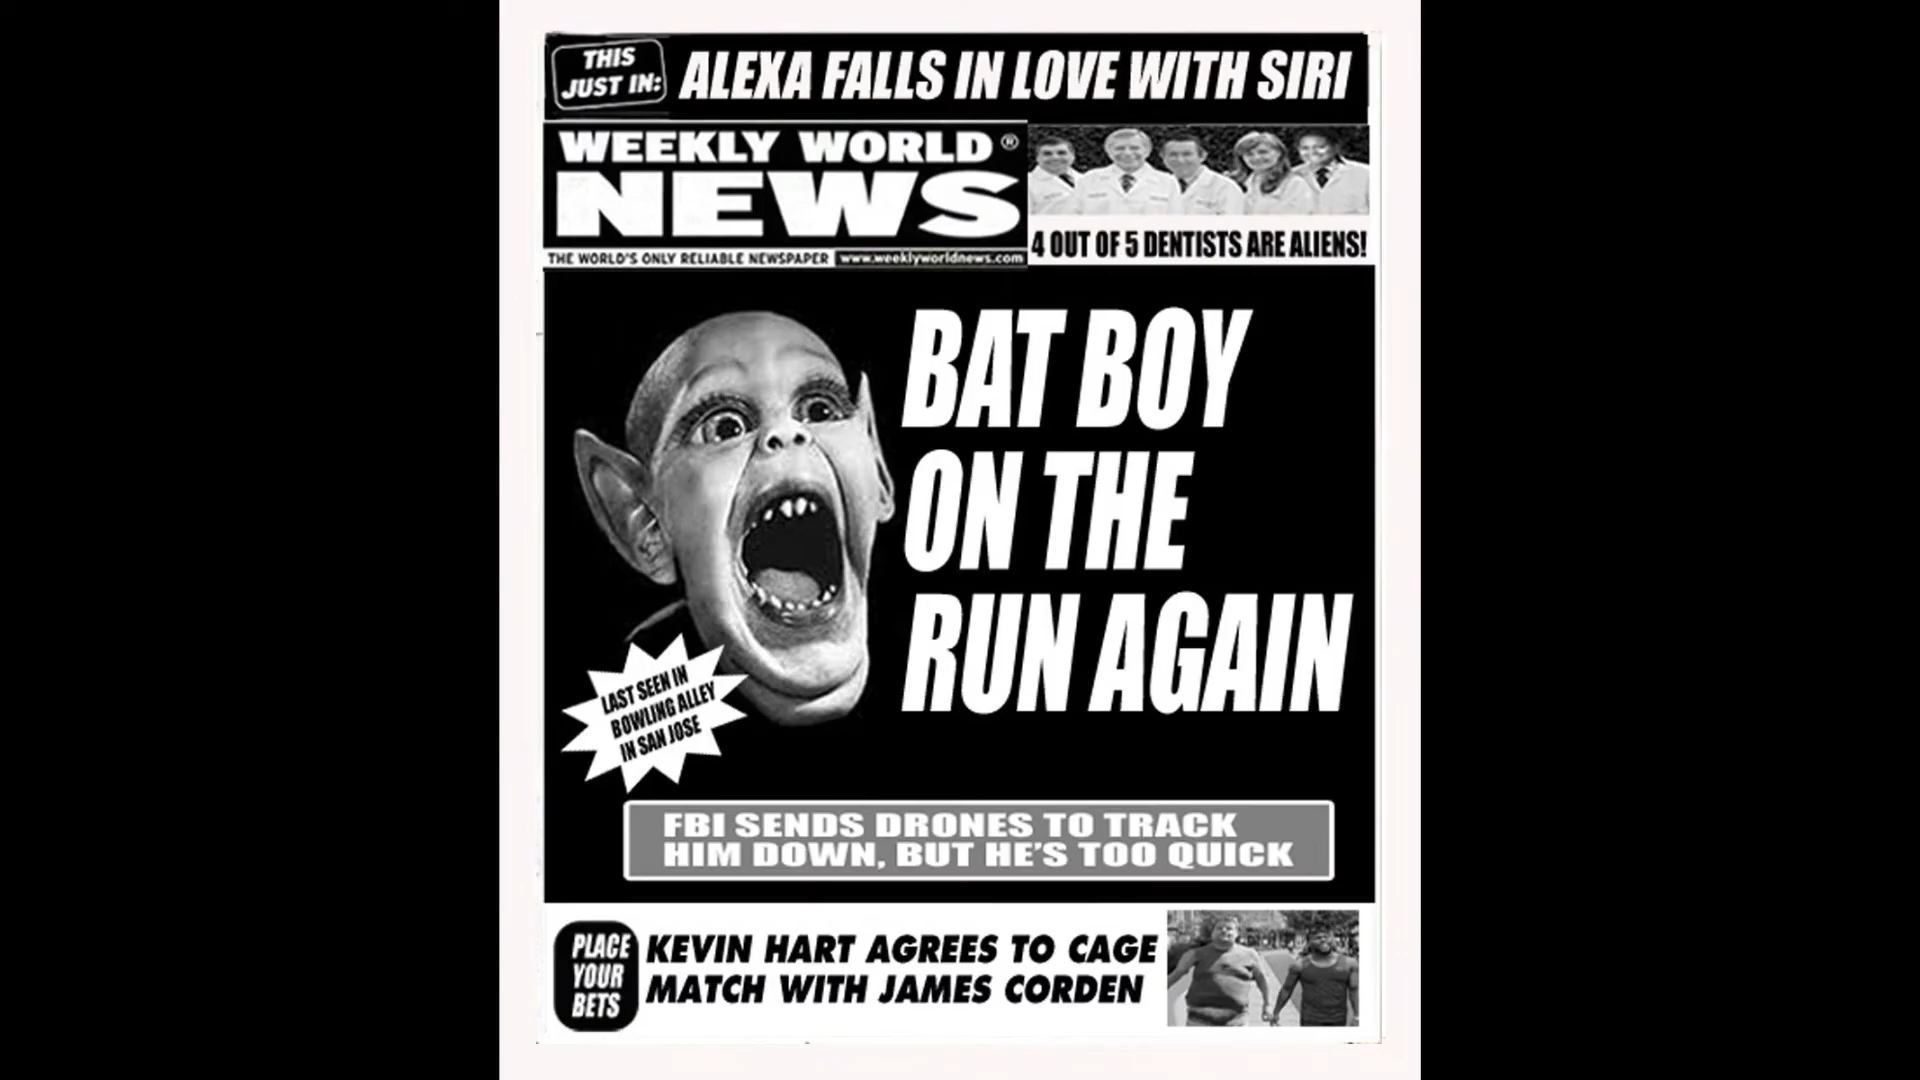 THIS
JUST IN:
ALEXA FALLS IN LOVE WITH SIRI
WEEKLY WORLD®
NEWS
THE WORLD'S ONLY RELIABLE NEWSPAPER www.weeklyworldnews.com
4 OUT OF 5 DENTISTS ARE ALIENS!
BAT BOY
ON THE
RUN AGAIN
LAST SEEN IN
BOWLING ALLEY
IN SAN JOSE
FBI SENDS DRONES TO TRACK
HIM DOWN, BUT HE'S TOO QUICK
PLACE
YOUR
BETS
KEVIN HART AGREES TO CAGE
MATCH WITH JAMES CORDEN